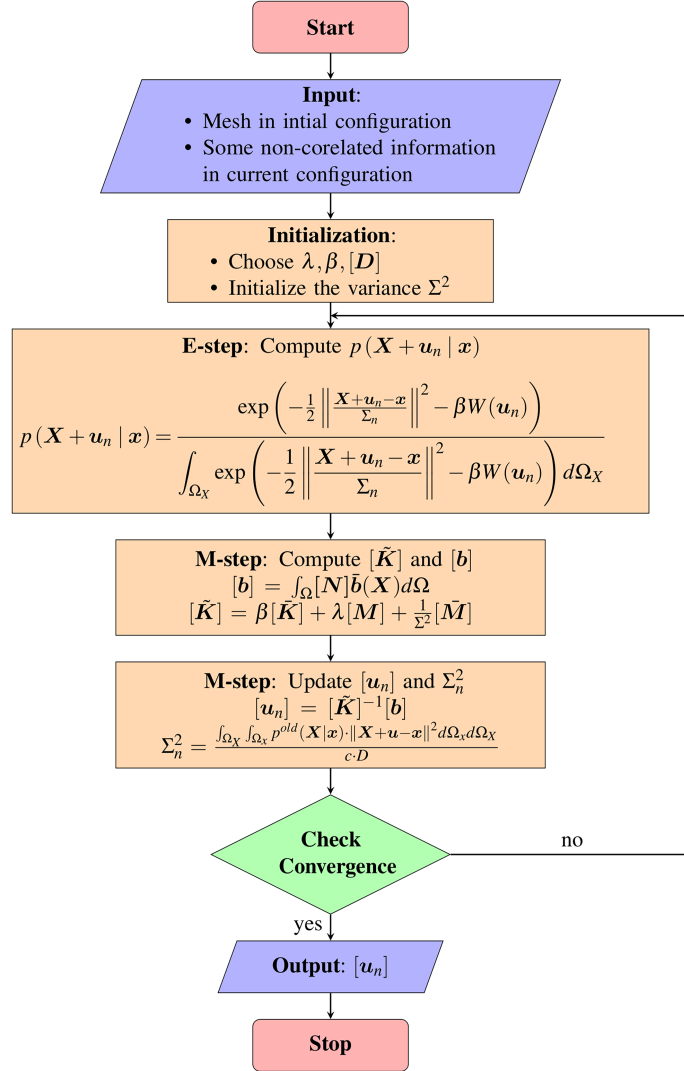 Start
Input:
• Mesh in intial configuration
• Some non-corelated information
in current configuration
Initialization:
• Choose λ, β, [D]
• Initialize the variance Σ²
E-step: Compute p (X + uₙ | x)
p (X + uₙ | x) = exp ( −½ ‖ (X+uₙ−x)/Σₙ ‖² − βW(uₙ) ) / ∫_{Ω_X} exp ( −½ ‖ (X + uₙ − x)/Σₙ ‖² − βW(uₙ) ) dΩ_X
M-step: Compute [K̃] and [b]
[b] = ∫_Ω [N]b̄(X)dΩ
[K̃] = β[K̄] + λ[M] + 1/Σ² [M̄]
M-step: Update [uₙ] and Σₙ²
[uₙ] = [K̃]⁻¹[b]
Σₙ² = ∫_{Ω_X} ∫_{Ω_x} p^{old}(X|x)·‖X+u−x‖² dΩ_x dΩ_X / c·D
Check
Convergence
no
yes
Output: [uₙ]
Stop